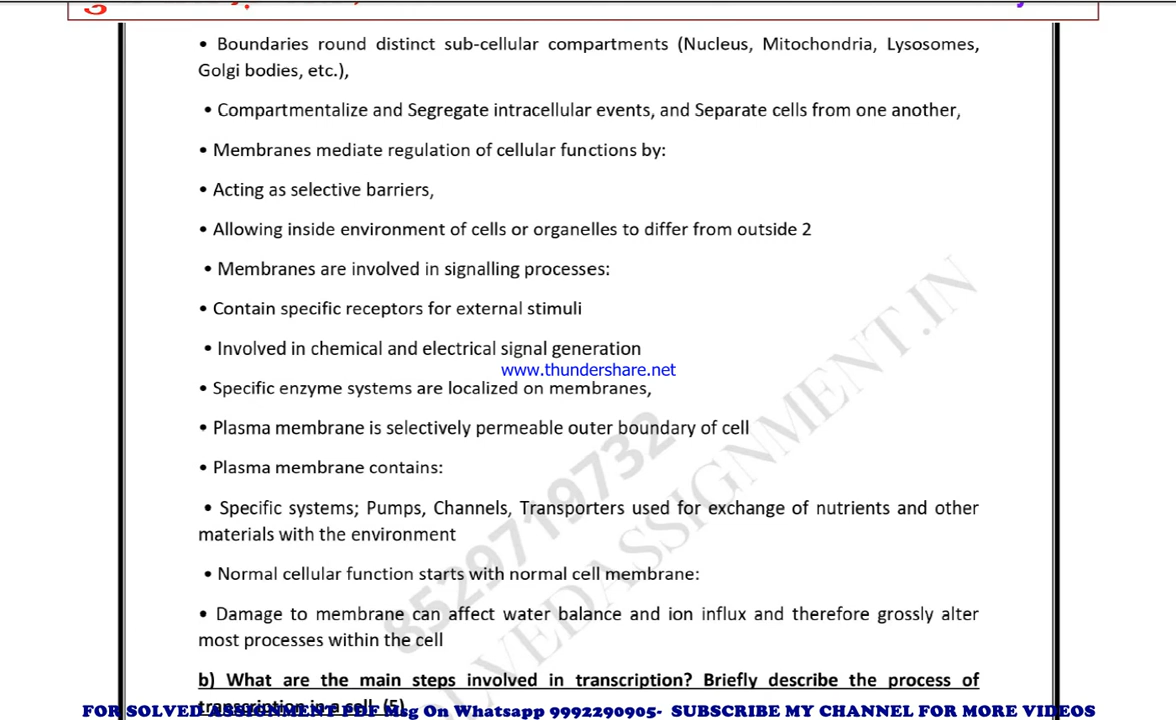 • Boundaries round distinct sub-cellular compartments (Nucleus, Mitochondria, Lysosomes,
Golgi bodies, etc.),
• Compartmentalize and Segregate intracellular events, and Separate cells from one another,
• Membranes mediate regulation of cellular functions by:
• Acting as selective barriers,
• Allowing inside environment of cells or organelles to differ from outside 2
• Membranes are involved in signalling processes:
• Contain specific receptors for external stimuli
• Involved in chemical and electrical signal generation
www.thundershare.net
• Specific enzyme systems are localized on membranes,
• Plasma membrane is selectively permeable outer boundary of cell
• Plasma membrane contains:
• Specific systems; Pumps, Channels, Transporters used for exchange of nutrients and other
materials with the environment
• Normal cellular function starts with normal cell membrane:
• Damage to membrane can affect water balance and ion influx and therefore grossly alter
most processes within the cell
8529719732
VEDASSIGNMENT.IN
b) What are the main steps involved in transcription? Briefly describe the process of
transcription in a cell. (5)
FOR SOLVED ASSIGNMENT PDF Msg On Whatsapp 9992290905- SUBSCRIBE MY CHANNEL FOR MORE VIDEOS